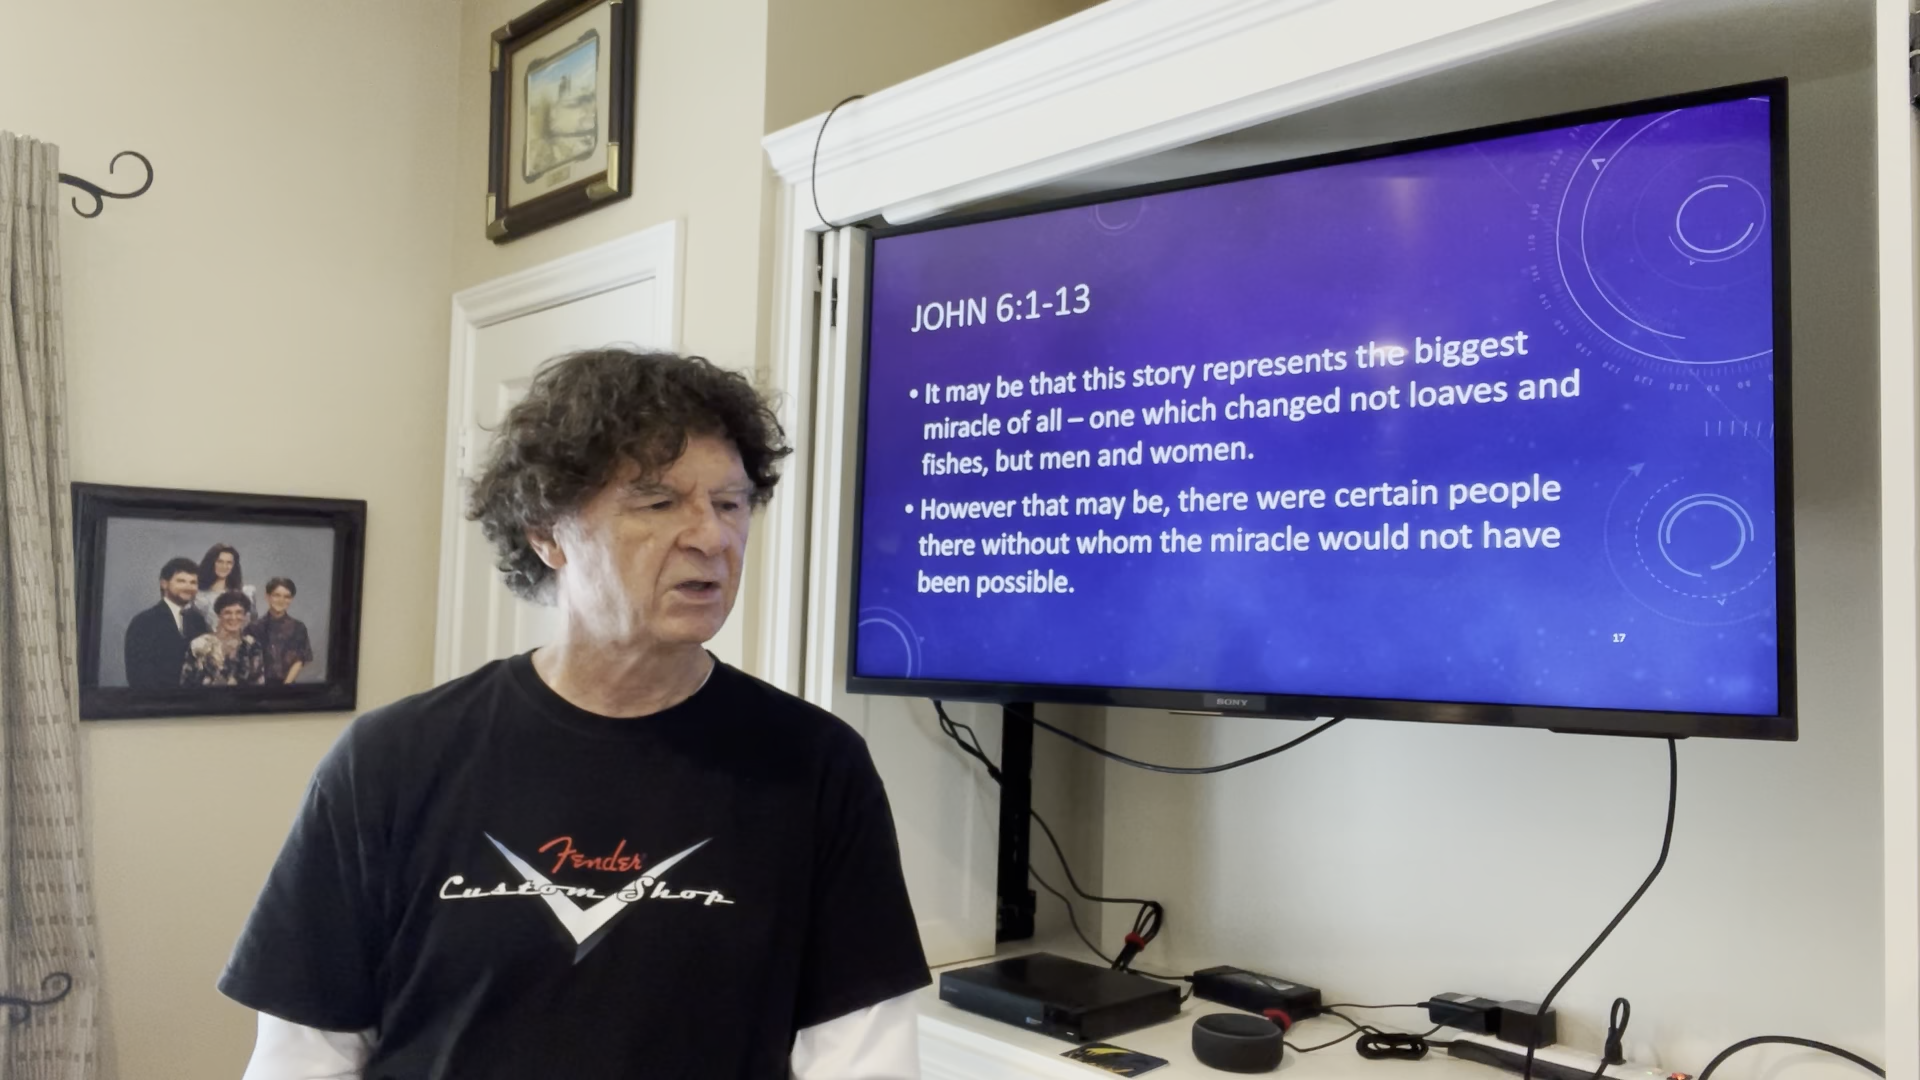 JOHN 6:1-13
• It may be that this story represents the biggest
miracle of all – one which changed not loaves and
fishes, but men and women.
• However that may be, there were certain people
there without whom the miracle would not have
been possible.
17
SONY
Fender
Custom Shop